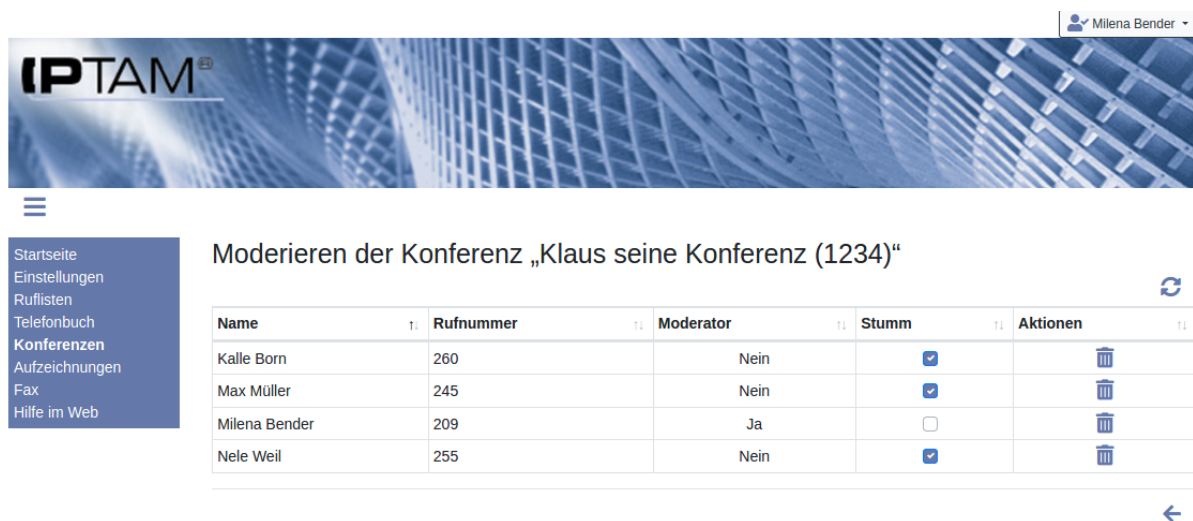 Milena Bender
IPTAM®
Startseite
Einstellungen
Ruflisten
Telefonbuch
Konferenzen
Aufzeichnungen
Fax
Hilfe im Web
Moderieren der Konferenz „Klaus seine Konferenz (1234)“
Name Rufnummer Moderator Stumm Aktionen
Kalle Born 260 Nein
Max Müller 245 Nein
Milena Bender 209 Ja
Nele Weil 255 Nein